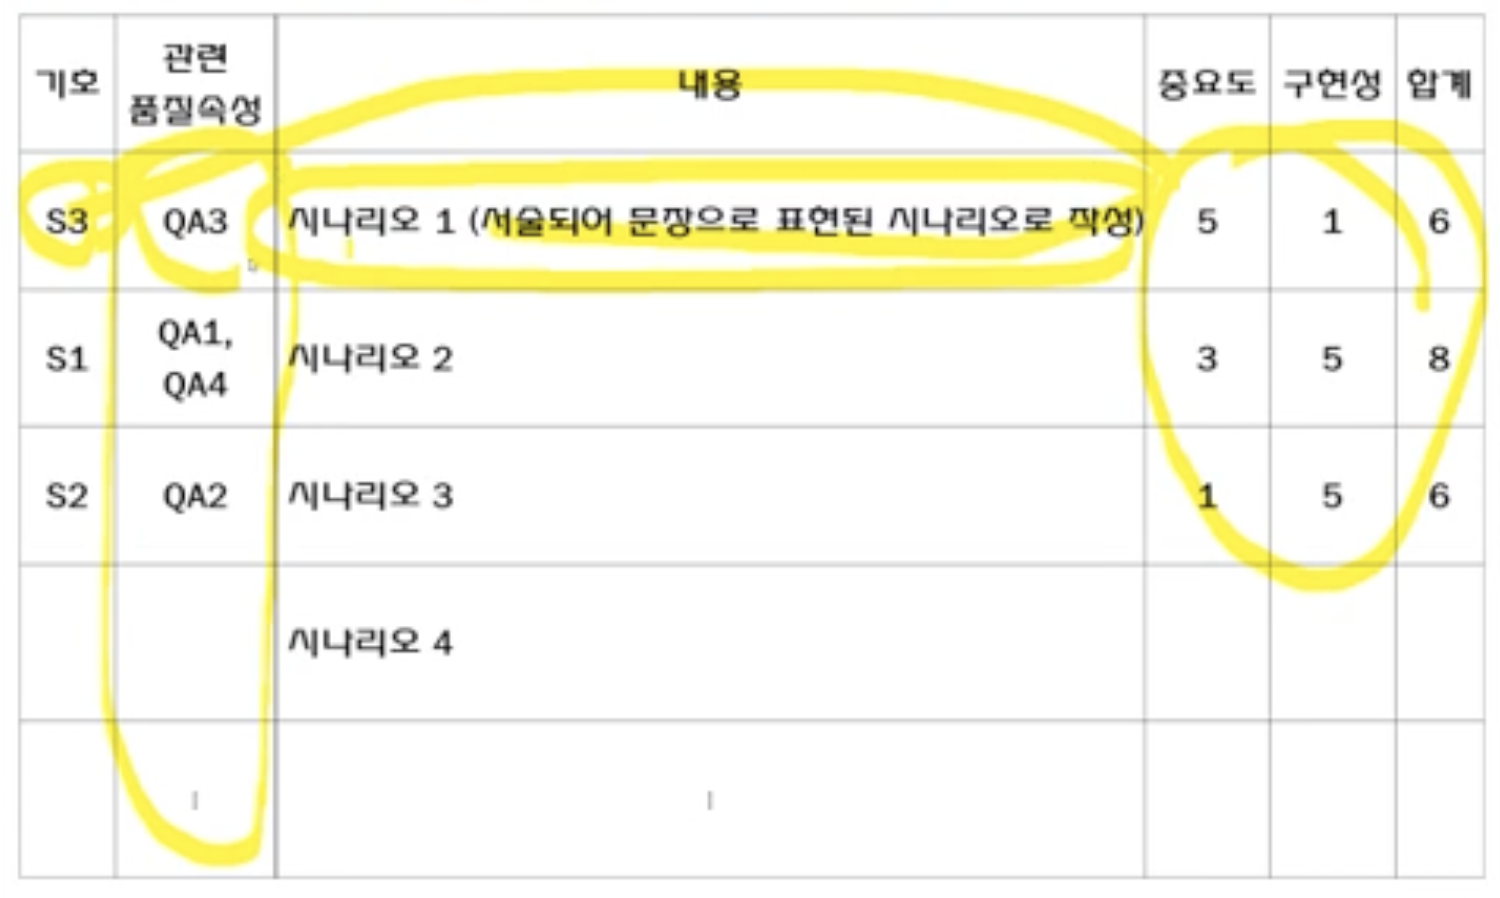 기호 관련 품질속성 내용 중요도 구현성 합계
S3 QA3 시나리오 1 (서술되어 문장으로 표현된 시나리오로 작성) 5 1 6
S1 QA1, QA4 시나리오 2 3 5 8
S2 QA2 시나리오 3 1 5 6
시나리오 4